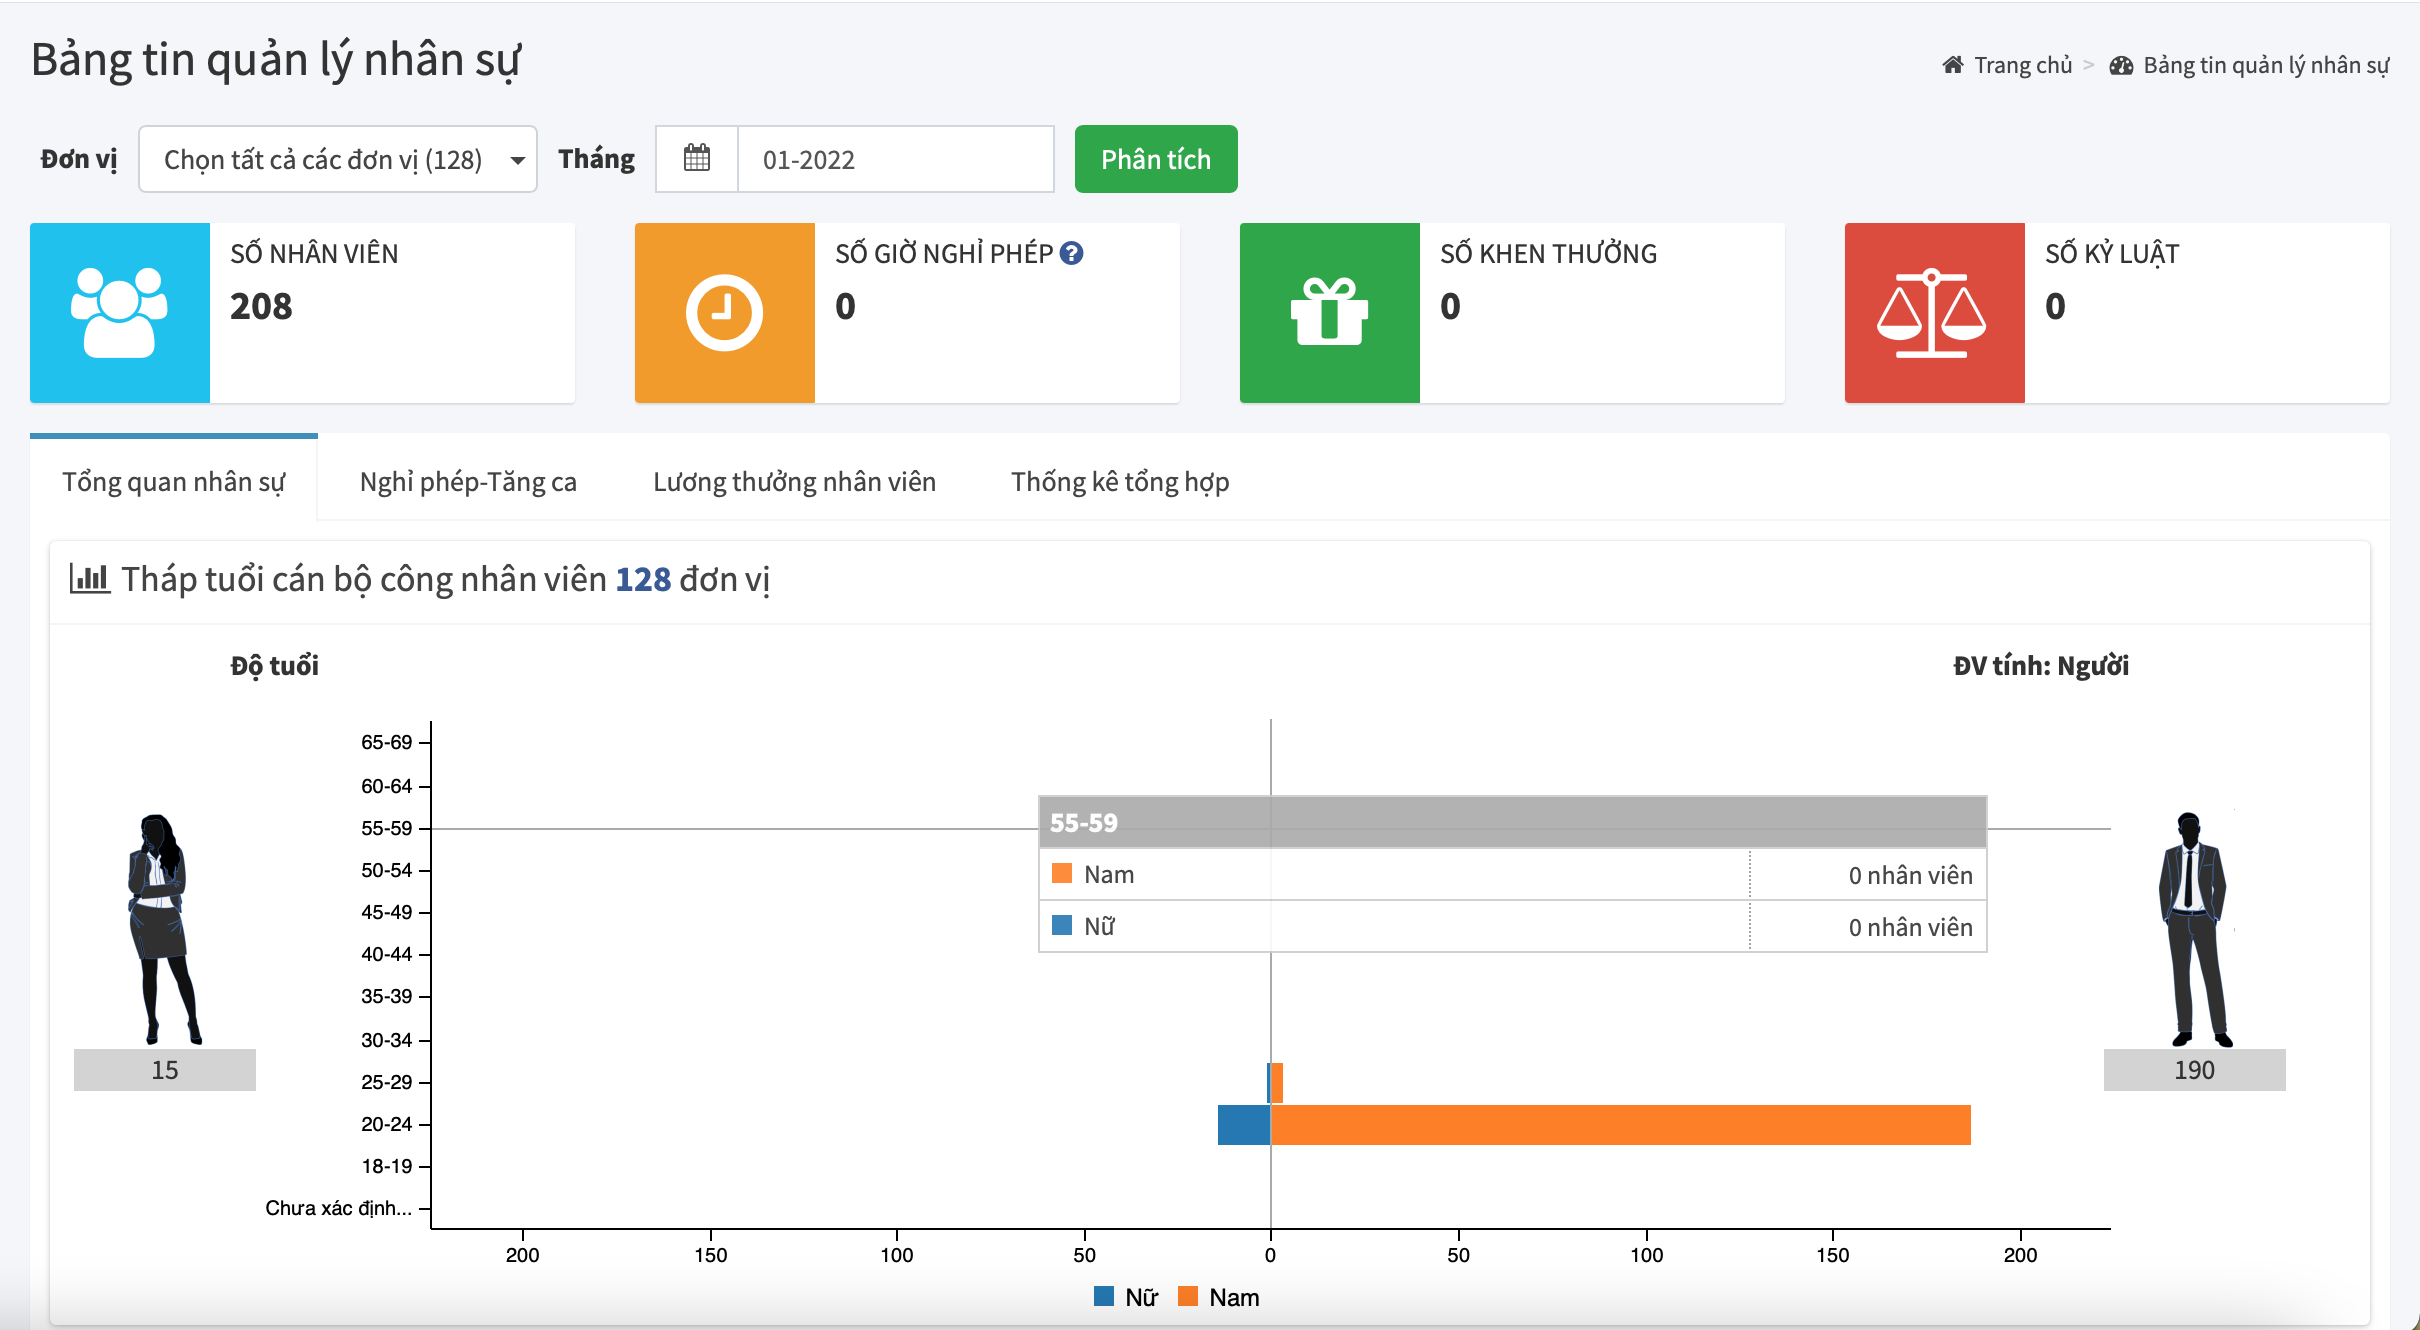 Bảng tin quản lý nhân sự
Trang chủ > Bảng tin quản lý nhân sự
Đơn vị Chọn tất cả các đơn vị (128) Tháng 01-2022 Phân tích
SỐ NHÂN VIÊN
208
SỐ GIỜ NGHỈ PHÉP ?
0
SỐ KHEN THƯỞNG
0
SỐ KỶ LUẬT
0
Tổng quan nhân sự Nghỉ phép-Tăng ca Lương thưởng nhân viên Thống kê tổng hợp
Tháp tuổi cán bộ công nhân viên 128 đơn vị
Độ tuổi ĐV tính: Người
65-69
60-64
55-59
50-54
45-49
40-44
35-39
30-34
25-29
20-24
18-19
Chưa xác định...
55-59
Nam 0 nhân viên
Nữ 0 nhân viên
15
190
200 150 100 50 0 50 100 150 200
Nữ Nam